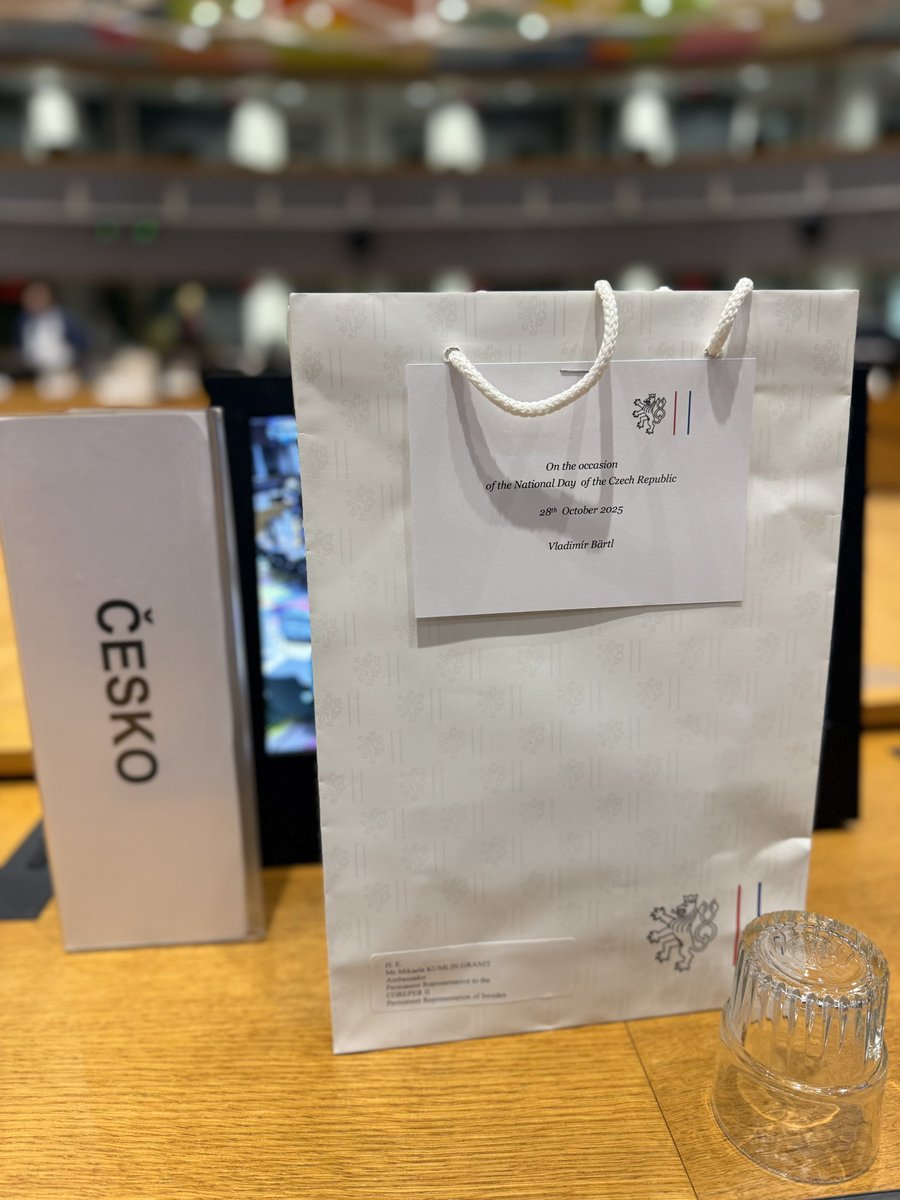 ČESKO
On the occasion
of the National Day of the Czech Republic
28th October 2025
Vladimír Bärtl
H. E.
Ms Mikaela KUMLIN GRANIT
Ambassador
Permanent Representative to the
COREPER II
Permanent Representation of Sweden